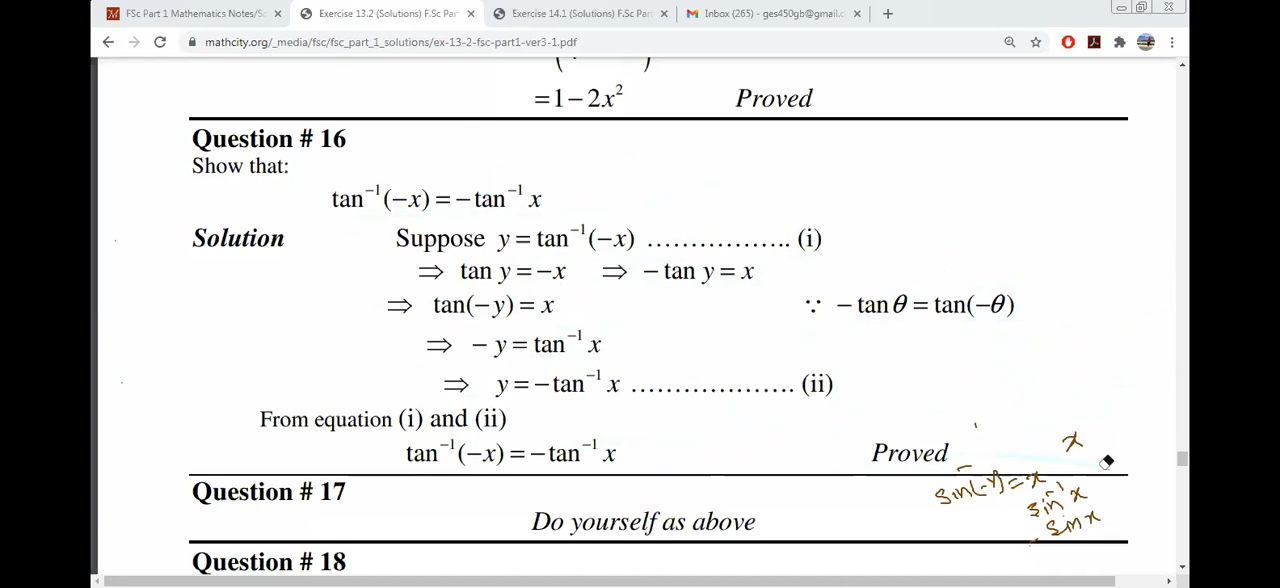 FSc Part 1 Mathematics Notes/So
Exercise 13.2 (Solutions) F.Sc Part
Exercise 14.1 (Solutions) F.Sc Part
Inbox (265) - ges450gb@gmail.c
mathcity.org/_media/fsc/fsc_part_1_solutions/ex-13-2-fsc-part1-ver3-1.pdf
= 1 − 2x² Proved
Question # 16
Show that:
tan⁻¹(−x) = −tan⁻¹ x
Solution Suppose y = tan⁻¹(−x) .................. (i)
⇒ tan y = −x ⇒ −tan y = x
⇒ tan(−y) = x ∵ −tan θ = tan(−θ)
⇒ −y = tan⁻¹ x
⇒ y = −tan⁻¹ x .................... (ii)
From equation (i) and (ii)
tan⁻¹(−x) = −tan⁻¹ x Proved
x
sin(−y) = x
sin⁻¹ x
− sin x
Question # 17
Do yourself as above
Question # 18